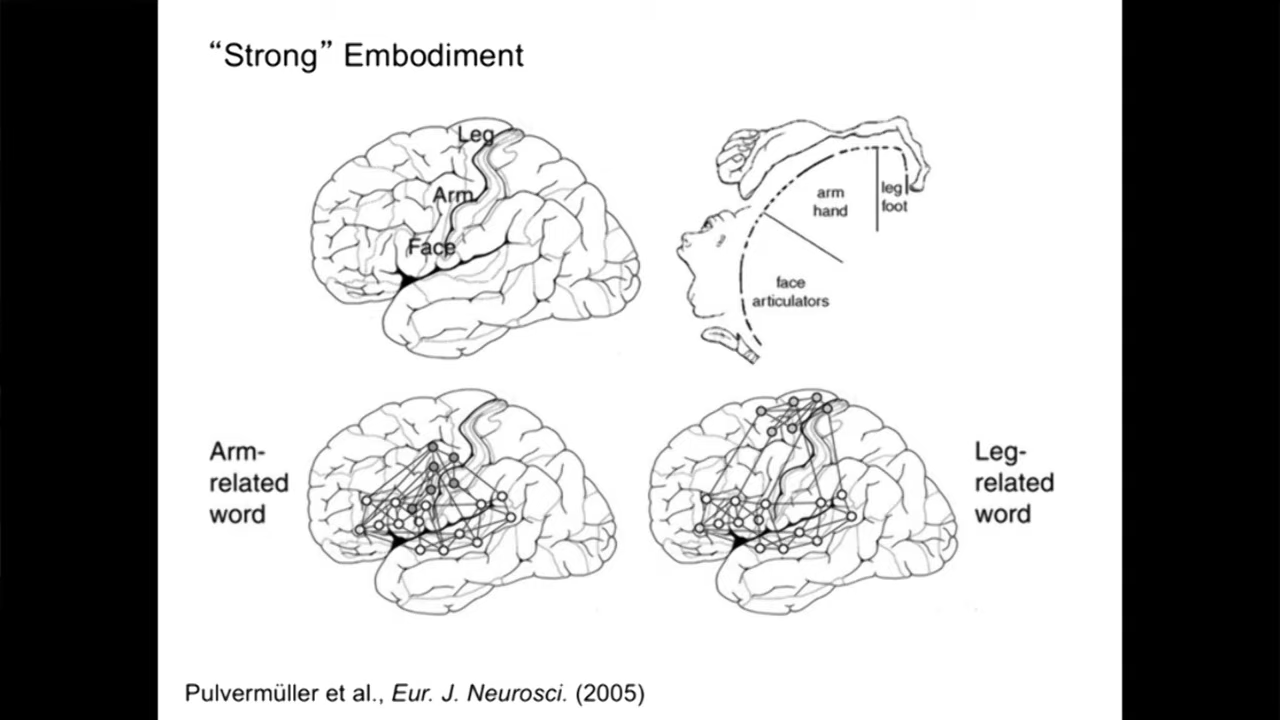 “Strong” Embodiment
Leg
Arm
Face
arm
hand
leg
foot
face
articulators
Arm-
related
word
Leg-
related
word
Pulvermüller et al., Eur. J. Neurosci. (2005)